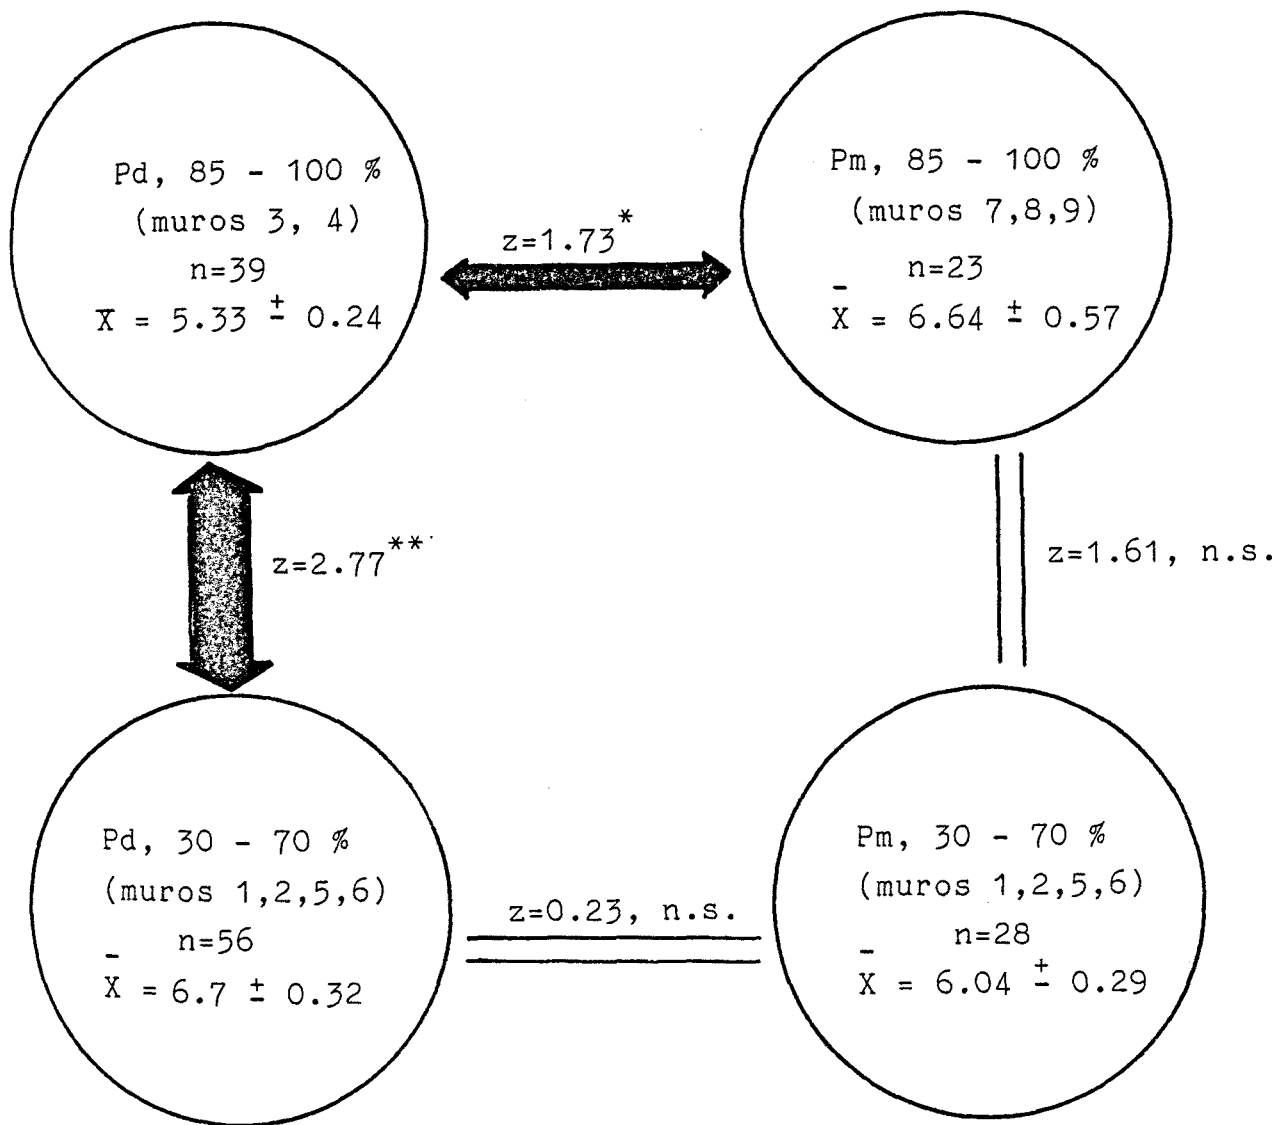 Pd, 85 - 100 %
(muros 3, 4)
n=39
X̄ = 5.33 ± 0.24
z=1.73*
Pm, 85 - 100 %
(muros 7,8,9)
n=23
X̄ = 6.64 ± 0.57
z=2.77**
z=1.61, n.s.
Pd, 30 - 70 %
(muros 1,2,5,6)
n=56
X̄ = 6.7 ± 0.32
z=0.23, n.s.
Pm, 30 - 70 %
(muros 1,2,5,6)
n=28
X̄ = 6.04 ± 0.29